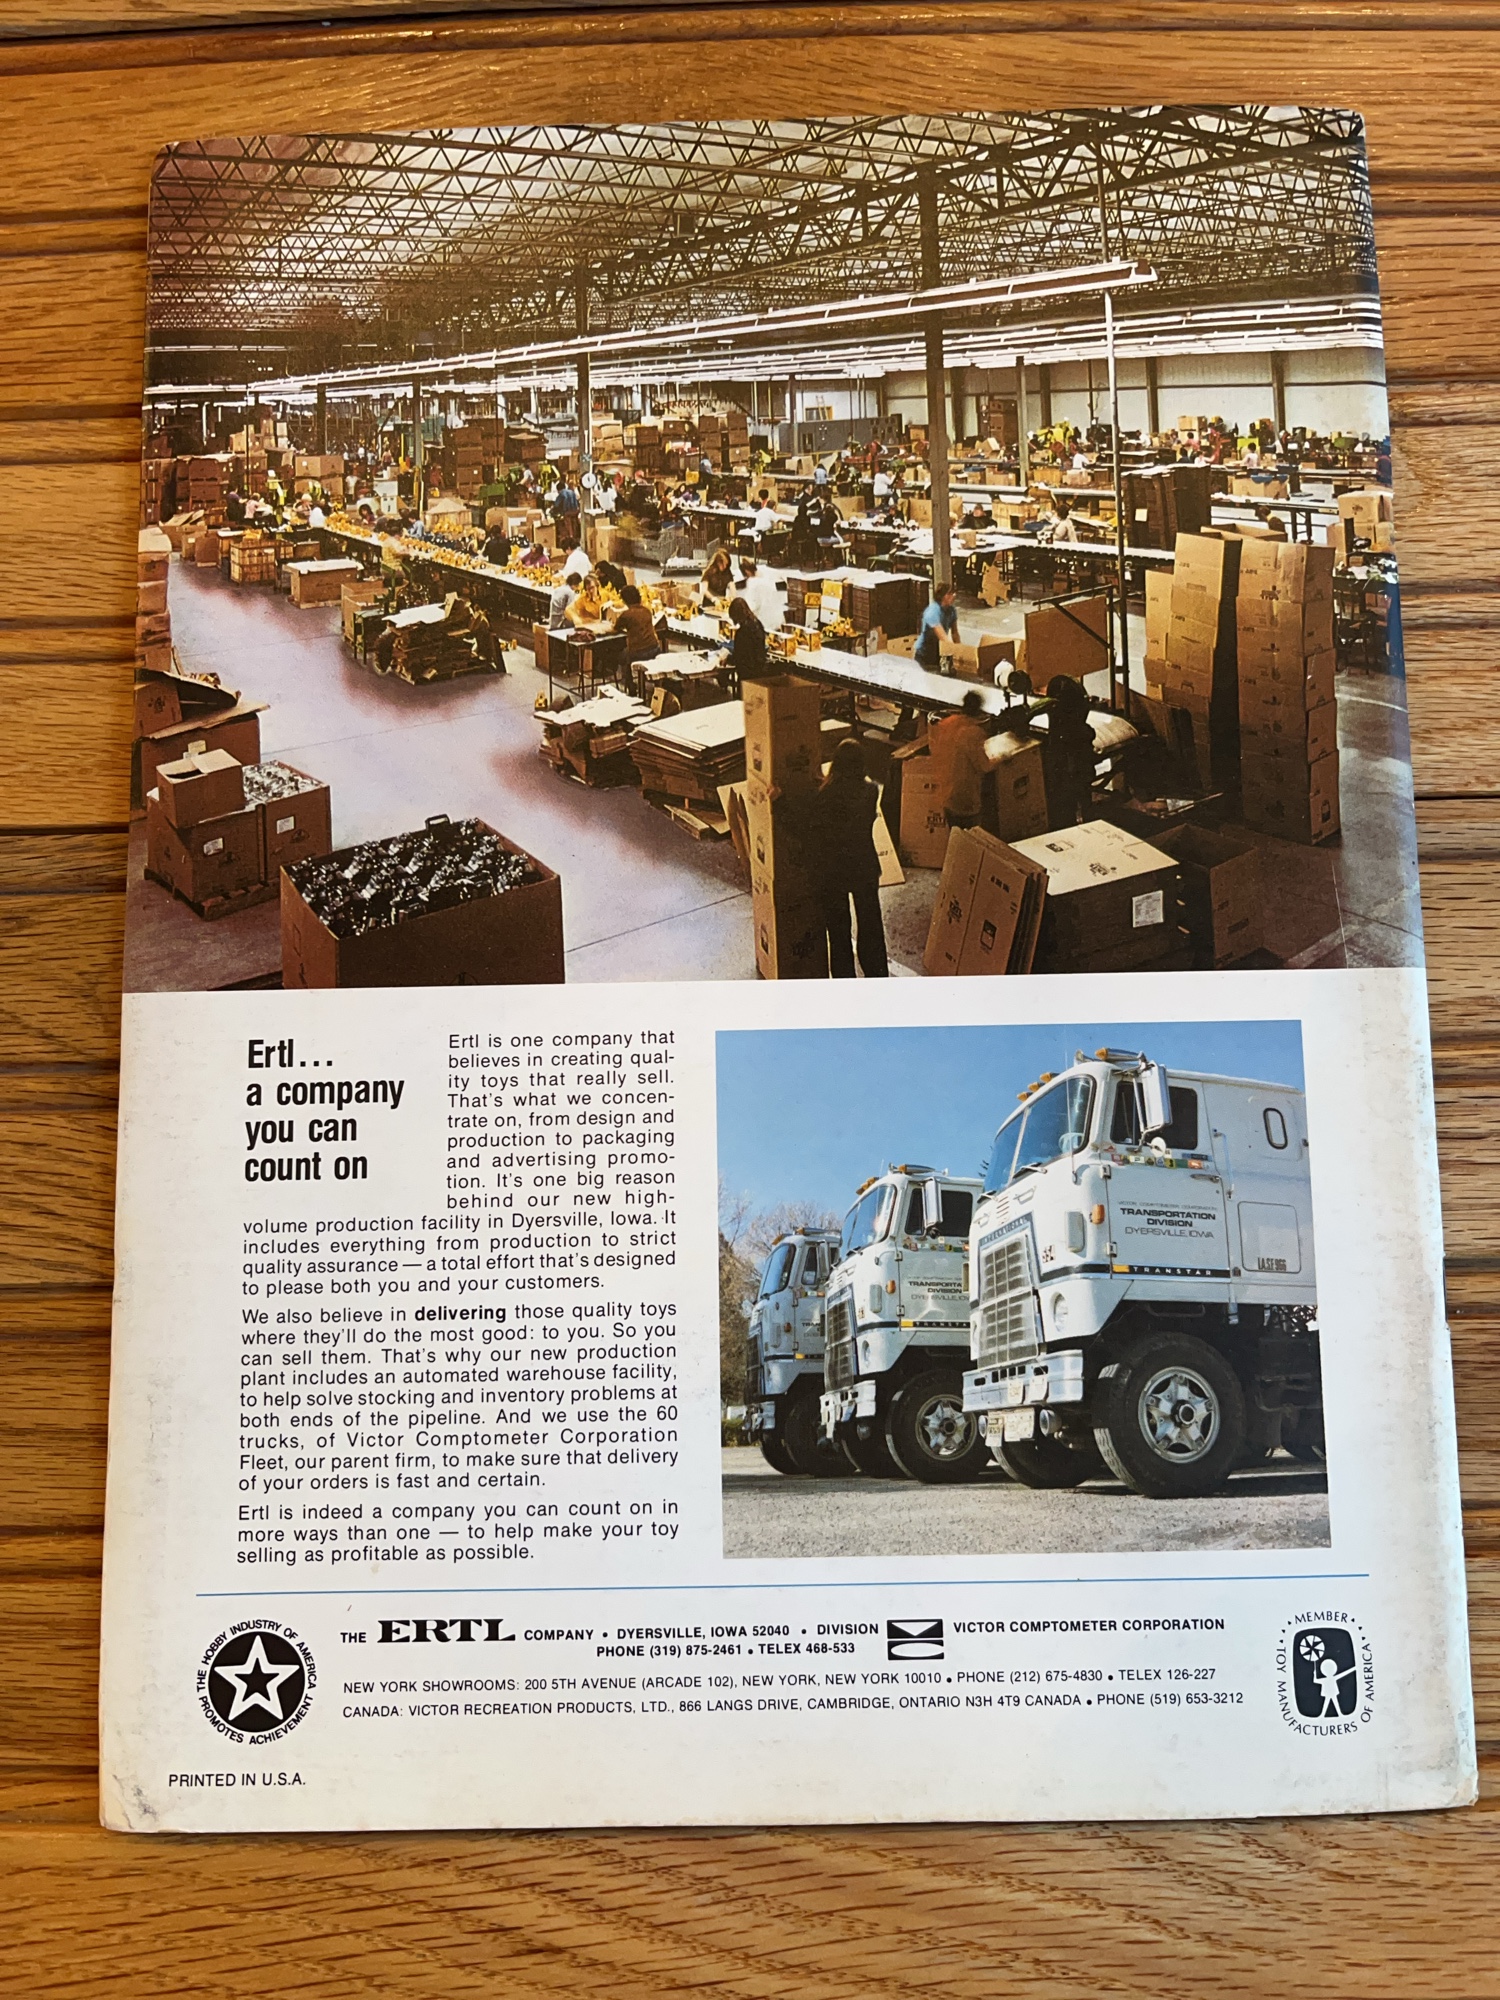 Ertl...
a company
you can
count on
Ertl is one company that
believes in creating qual-
ity toys that really sell.
That's what we concen-
trate on, from design and
production to packaging
and advertising promo-
tion. It's one big reason
behind our new high-
volume production facility in Dyersville, Iowa. It
includes everything from production to strict
quality assurance — a total effort that's designed
to please both you and your customers.
We also believe in delivering those quality toys
where they'll do the most good: to you. So you
can sell them. That's why our new production
plant includes an automated warehouse facility,
to help solve stocking and inventory problems at
both ends of the pipeline. And we use the 60
trucks, of Victor Comptometer Corporation
Fleet, our parent firm, to make sure that delivery
of your orders is fast and certain.
Ertl is indeed a company you can count on in
more ways than one — to help make your toy
selling as profitable as possible.
VICTOR COMPTOMETER CORPORATION
TRANSPORTATION
DIVISION
DYERSVILLE, IOWA
TRANSTAR
TRANSPORTA
DIVISION
TRANSTAR
THE HOBBY INDUSTRY OF AMERICA
PROMOTES ACHIEVEMENT
THE ERTL COMPANY • DYERSVILLE, IOWA 52040 • DIVISION VICTOR COMPTOMETER CORPORATION
PHONE (319) 875-2461 • TELEX 468-533
NEW YORK SHOWROOMS: 200 5TH AVENUE (ARCADE 102), NEW YORK, NEW YORK 10010 • PHONE (212) 675-4830 • TELEX 126-227
CANADA: VICTOR RECREATION PRODUCTS, LTD., 866 LANGS DRIVE, CAMBRIDGE, ONTARIO N3H 4T9 CANADA • PHONE (519) 653-3212
• MEMBER •
TOY MANUFACTURERS OF AMERICA
PRINTED IN U.S.A.